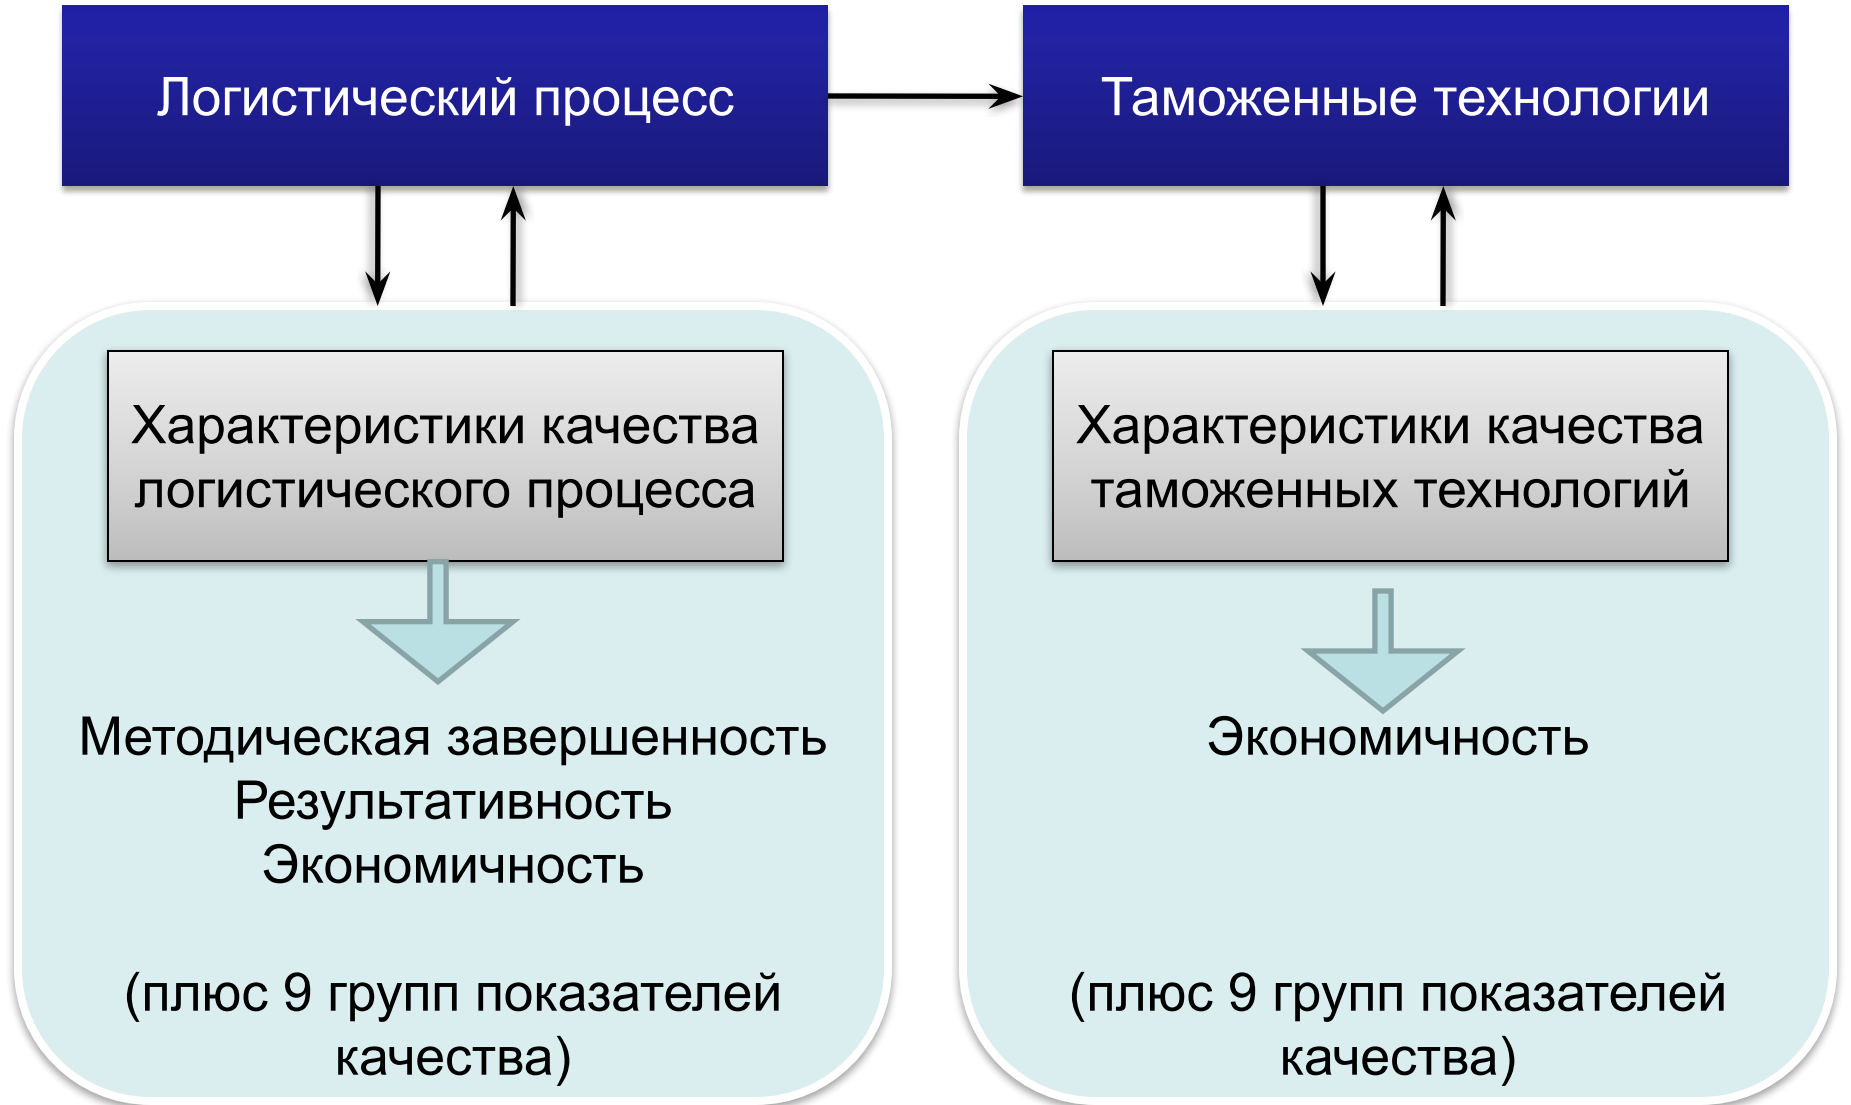 Логистический процесс
Таможенные технологии
Характеристики качества
логистического процесса
Методическая завершенность
Результативность
Экономичность
(плюс 9 групп показателей
качества)
Характеристики качества
таможенных технологий
Экономичность
(плюс 9 групп показателей
качества)